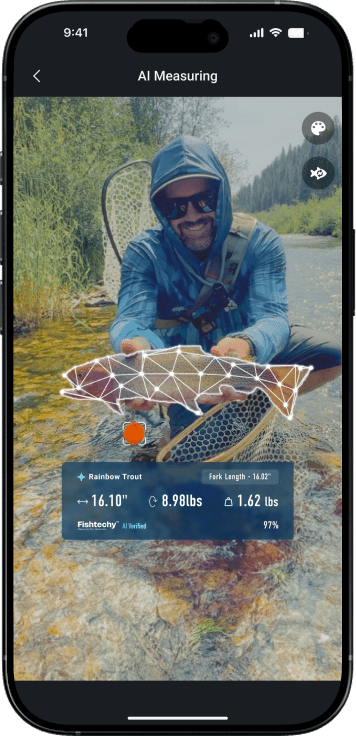 9:41
AI Measuring
Rainbow Trout
Fork Length - 16.02"
16.10" 8.98lbs 1.62 lbs
Fishtechy™ AI Verified 97%